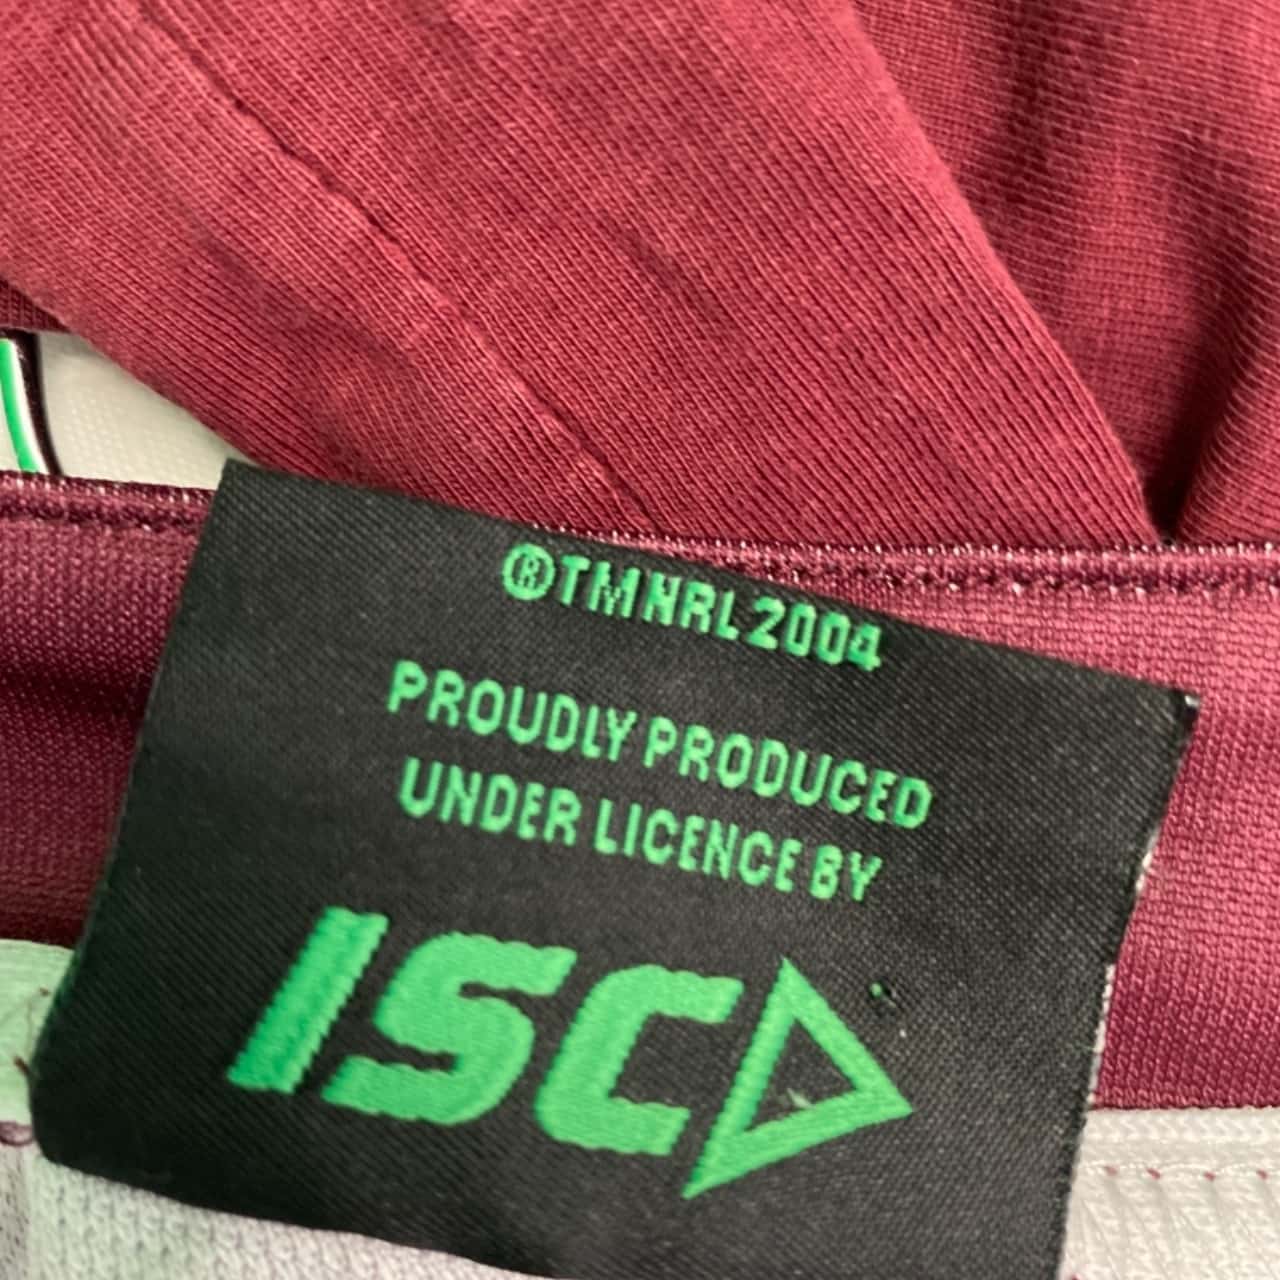 ®TM NRL 2004
PROUDLY PRODUCED
UNDER LICENCE BY
ISC